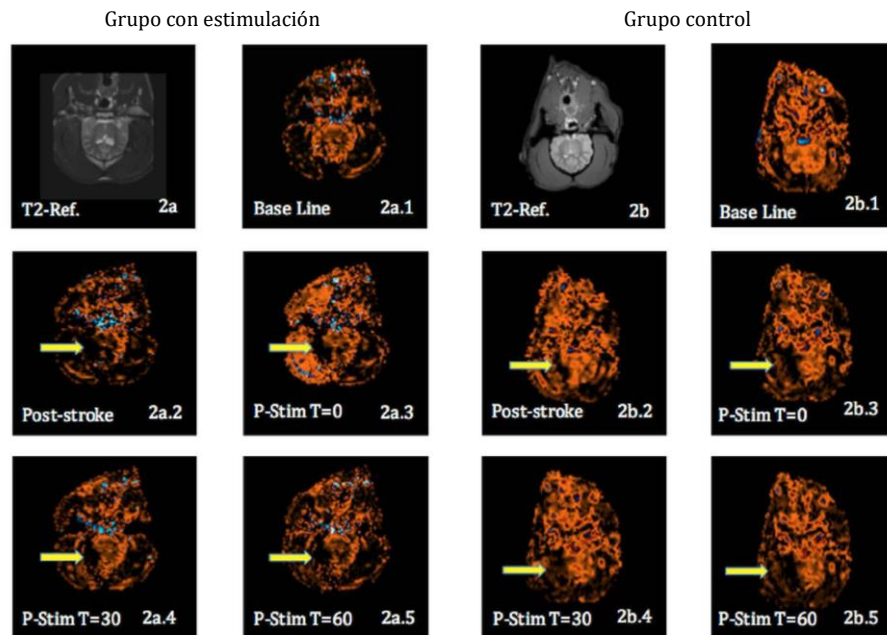 Grupo con estimulación
Grupo control
T2-Ref. 2a
Base Line 2a.1
T2-Ref. 2b
Base Line 2b.1
Post-stroke 2a.2
P-Stim T=0 2a.3
Post-stroke 2b.2
P-Stim T=0 2b.3
P-Stim T=30 2a.4
P-Stim T=60 2a.5
P-Stim T=30 2b.4
P-Stim T=60 2b.5